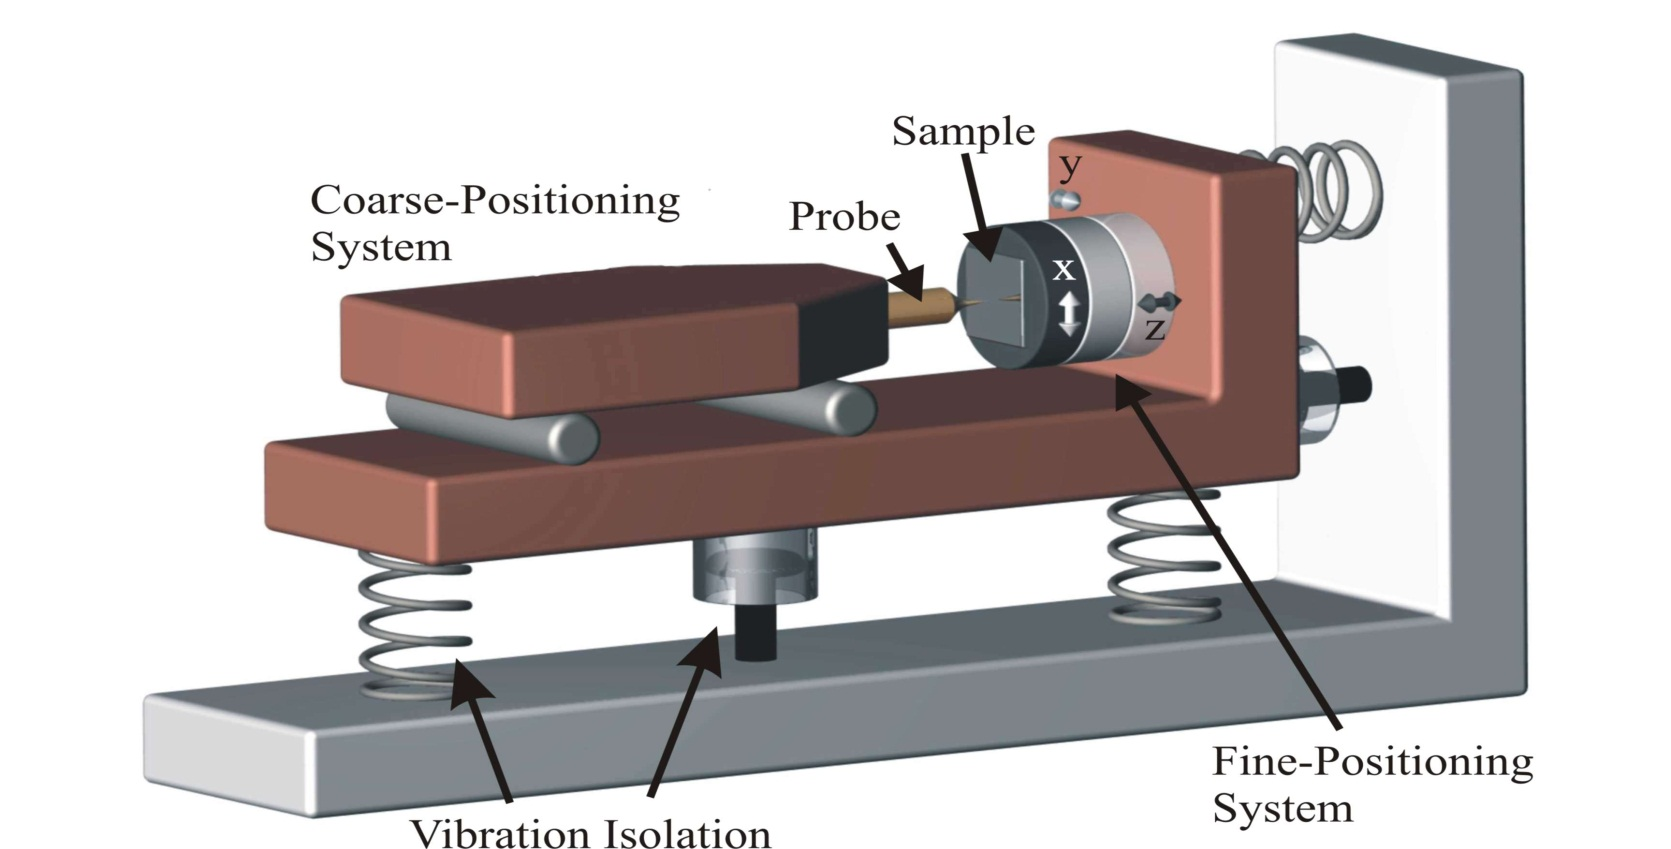 Sample
y
Coarse-Positioning
System
Probe
x
z
Fine-Positioning
System
Vibration Isolation